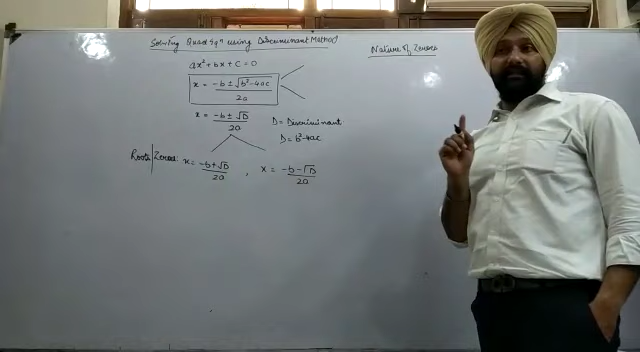 Solving Quad Eqn using Discriminant Method
Nature of Zeroes
ax² + bx + c = 0
x = -b ± √b² - 4ac / 2a
x = -b ± √D / 2a
D = Discriminant
D = b² - 4ac
Roots | Zeroes: x = -b + √D / 2a , x = -b - √D / 2a